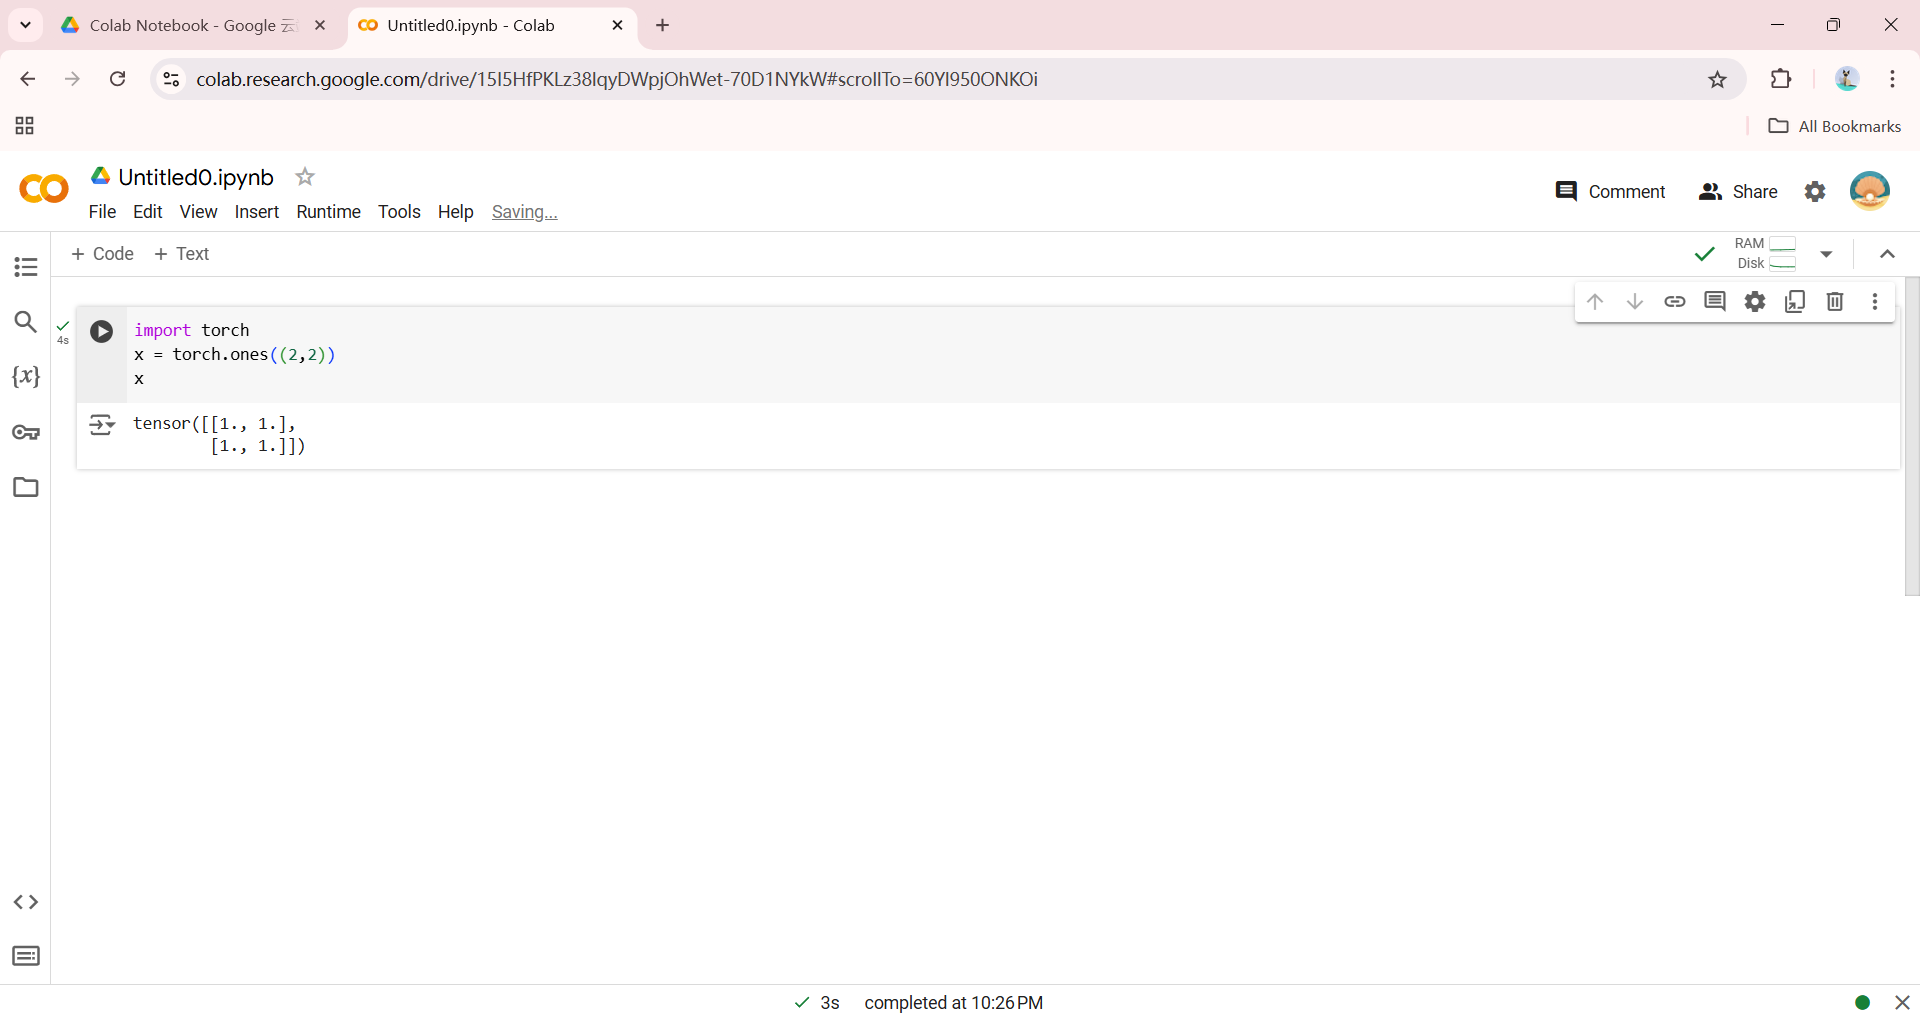 Colab Notebook - Google 云
Untitled0.ipynb - Colab
colab.research.google.com/drive/15I5HfPKLz38lqyDWpjOhWet-70D1NYkW#scrollTo=60YI950ONKOi
All Bookmarks
Untitled0.ipynb
Comment
Share
File Edit View Insert Runtime Tools Help Saving...
+ Code + Text
RAM
Disk
4s
import torch
x = torch.ones((2,2))
x
tensor([[1., 1.],
[1., 1.]])
{x}
3s completed at 10:26 PM